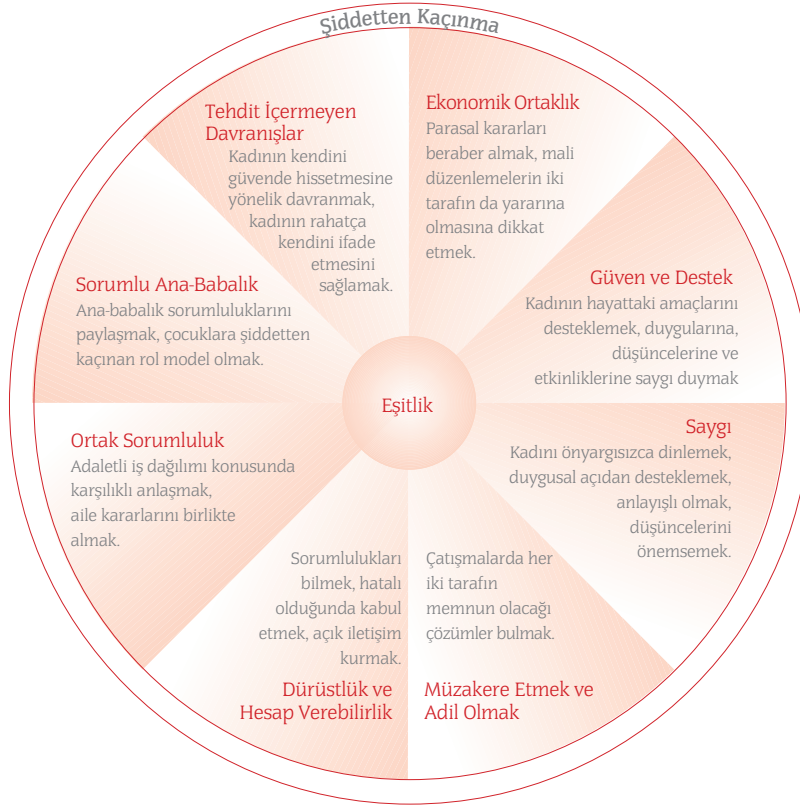 Şiddetten Kaçınma
Tehdit İçermeyen
Davranışlar
Kadının kendini
güvende hissetmesine
yönelik davranmak,
kadının rahatça
kendini ifade
etmesini
sağlamak.
Ekonomik Ortaklık
Parasal kararları
beraber almak, mali
düzenlemelerin iki
tarafın da yararına
olmasına dikkat
etmek.
Güven ve Destek
Kadının hayattaki amaçlarını
desteklemek, duygularına,
düşüncelerine ve
etkinliklerine saygı duymak
Saygı
Kadını önyargısızca dinlemek,
duygusal açıdan desteklemek,
anlayışlı olmak,
düşüncelerini
önemsemek.
Çatışmalarda her
iki tarafın
memnun olacağı
çözümler bulmak.
Müzakere Etmek ve
Adil Olmak
Sorumlulukları
bilmek, hatalı
olduğunda kabul
etmek, açık iletişim
kurmak.
Dürüstlük ve
Hesap Verebilirlik
Ortak Sorumluluk
Adaletli iş dağılımı konusunda
karşılıklı anlaşmak,
aile kararlarını birlikte
almak.
Sorumlu Ana-Babalık
Ana-babalık sorumluluklarını
paylaşmak, çocuklara şiddetten
kaçınan rol model olmak.
Eşitlik